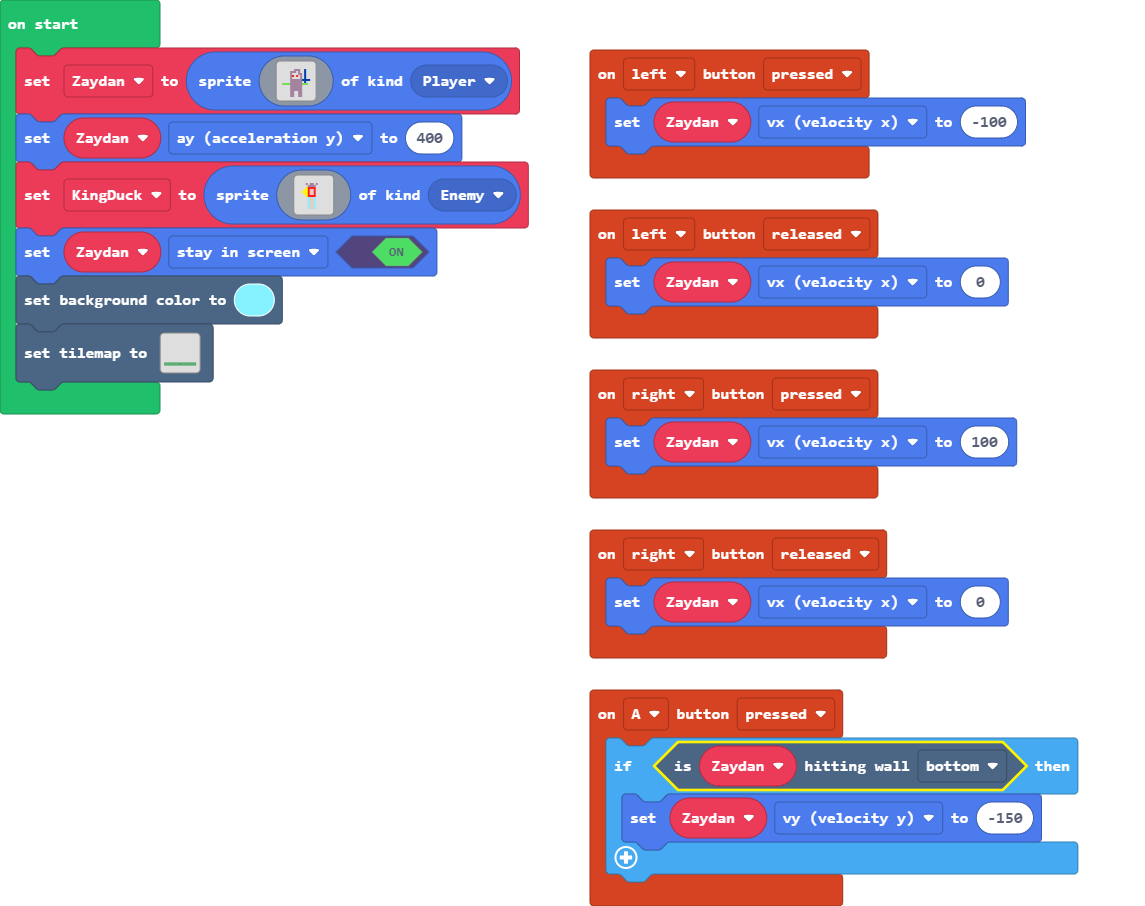 on start
set Zaydan to sprite of kind Player
set Zaydan ay (acceleration y) to 400
set KingDuck to sprite of kind Enemy
set Zaydan stay in screen ON
set background color to
set tilemap to
on left button pressed
set Zaydan vx (velocity x) to -100
on left button released
set Zaydan vx (velocity x) to 0
on right button pressed
set Zaydan vx (velocity x) to 100
on right button released
set Zaydan vx (velocity x) to 0
on A button pressed
if is Zaydan hitting wall bottom then
set Zaydan vy (velocity y) to -150